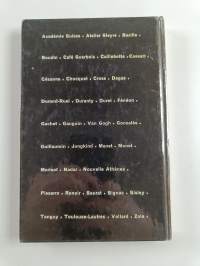 Académie Suisse • Atelier Gleyre • Bazille •
Boudin • Café Guerbois • Caillebotte • Cassatt •
Cézanne • Chocquet • Cross • Degas •
Durand-Ruel • Duranty • Duret • Fénéon •
Gachet • Gauguin • Van Gogh • Goncourts •
Guillaumin • Jongkind • Manet • Monet •
Morisot • Nadar • Nouvelle Athènes •
Pissarro • Renoir • Seurat • Signac • Sisley •
Tanguy • Toulouse-Lautrec • Vollard • Zola •